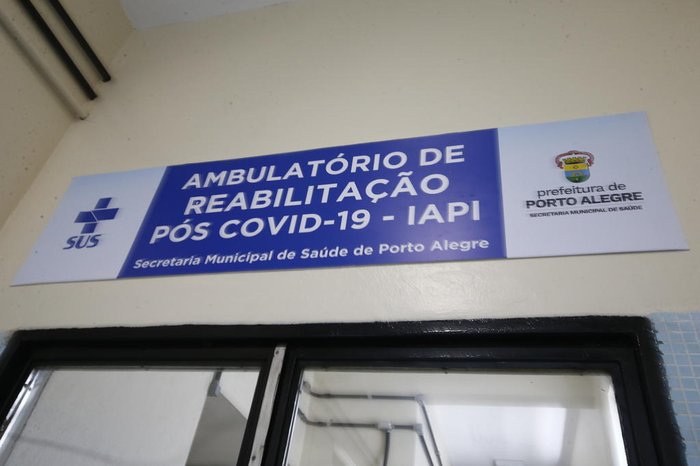 SUS
AMBULATÓRIO DE
REABILITAÇÃO
PÓS COVID-19 - IAPI
Secretaria Municipal de Saúde de Porto Alegre
prefeitura de
PORTO ALEGRE
SECRETARIA MUNICIPAL DE SAÚDE